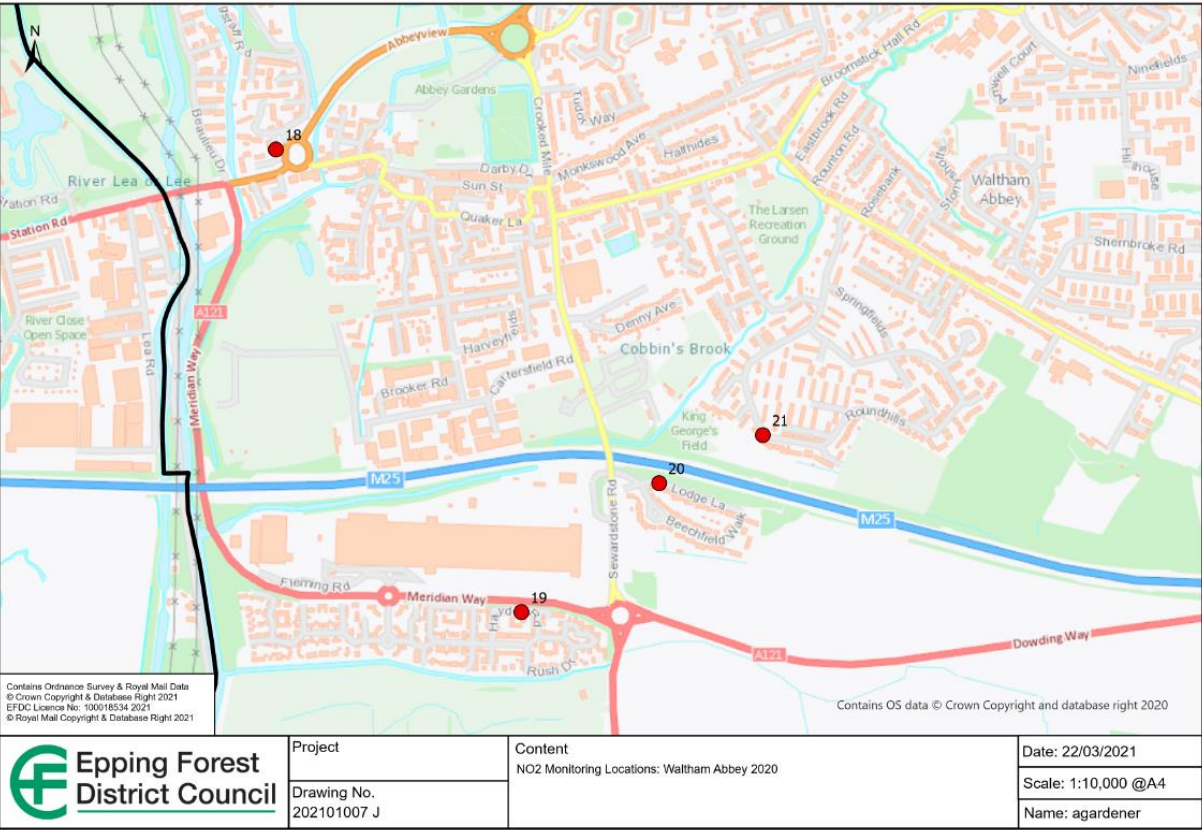 N
Abbeyview
Broomstick Hall Rd
Ninefields
Abbey Gardens
Crooked Mile
Tudor Way
Eastbrook Rd
Beaulieu Dr
18
Monkswood Ave
Halfhides
Rounton Rd
River Lea or Lee
Darby D
Sun St
Roseback
Waltham
Abbey
Station Rd
Quaker La
The Larsen
Recreation
Ground
Shernbroke Rd
A121
River Close
Open Space
Lea Rd
Denny Ave
Springfields
Harveyfie
Cobbin's Brook
Cartersfield Rd
Meridian Way
Brooker Rd
King
George's
Field
Roundhills
21
M25
20
Lodge La
Beechfield Walk
M25
Sewardstone Rd
Fleming Rd
Meridian Way
19
Rush Dr
A121
Dowding Way
Contains Ordnance Survey & Royal Mail Data
© Crown Copyright & Database Right 2021
EFDC Licence No: 100018534 2021
© Royal Mail Copyright & Database Right 2021
Contains OS data © Crown Copyright and database right 2020
Epping Forest
District Council
Project
Drawing No.
202101007 J
Content
NO2 Monitoring Locations: Waltham Abbey 2020
Date: 22/03/2021
Scale: 1:10,000 @A4
Name: agardener